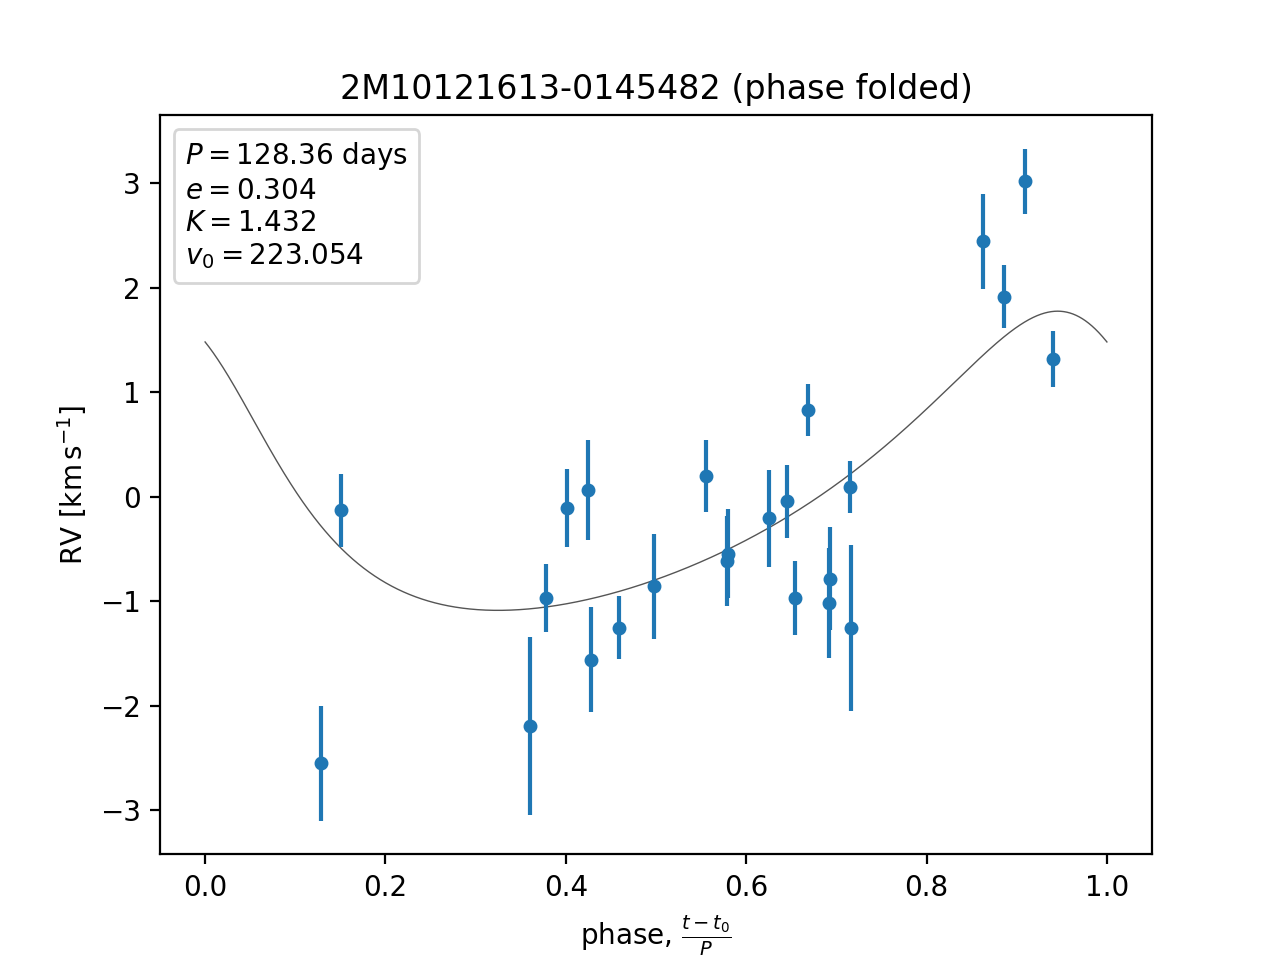 2M10121613-0145482 (phase folded)
P = 128.36 days
e = 0.304
K = 1.432
v₀ = 223.054
3
2
1
0
−1
−2
−3
RV [km s⁻¹]
0.0 0.2 0.4 0.6 0.8 1.0
phase, (t − t₀)/P